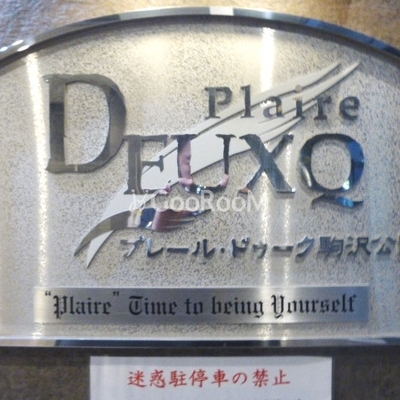 Plaire
DEUXQ
GooRooM
プレール・ドゥーク駒沢公
"Plaire" Time to being Yourself
迷惑駐停車の禁止